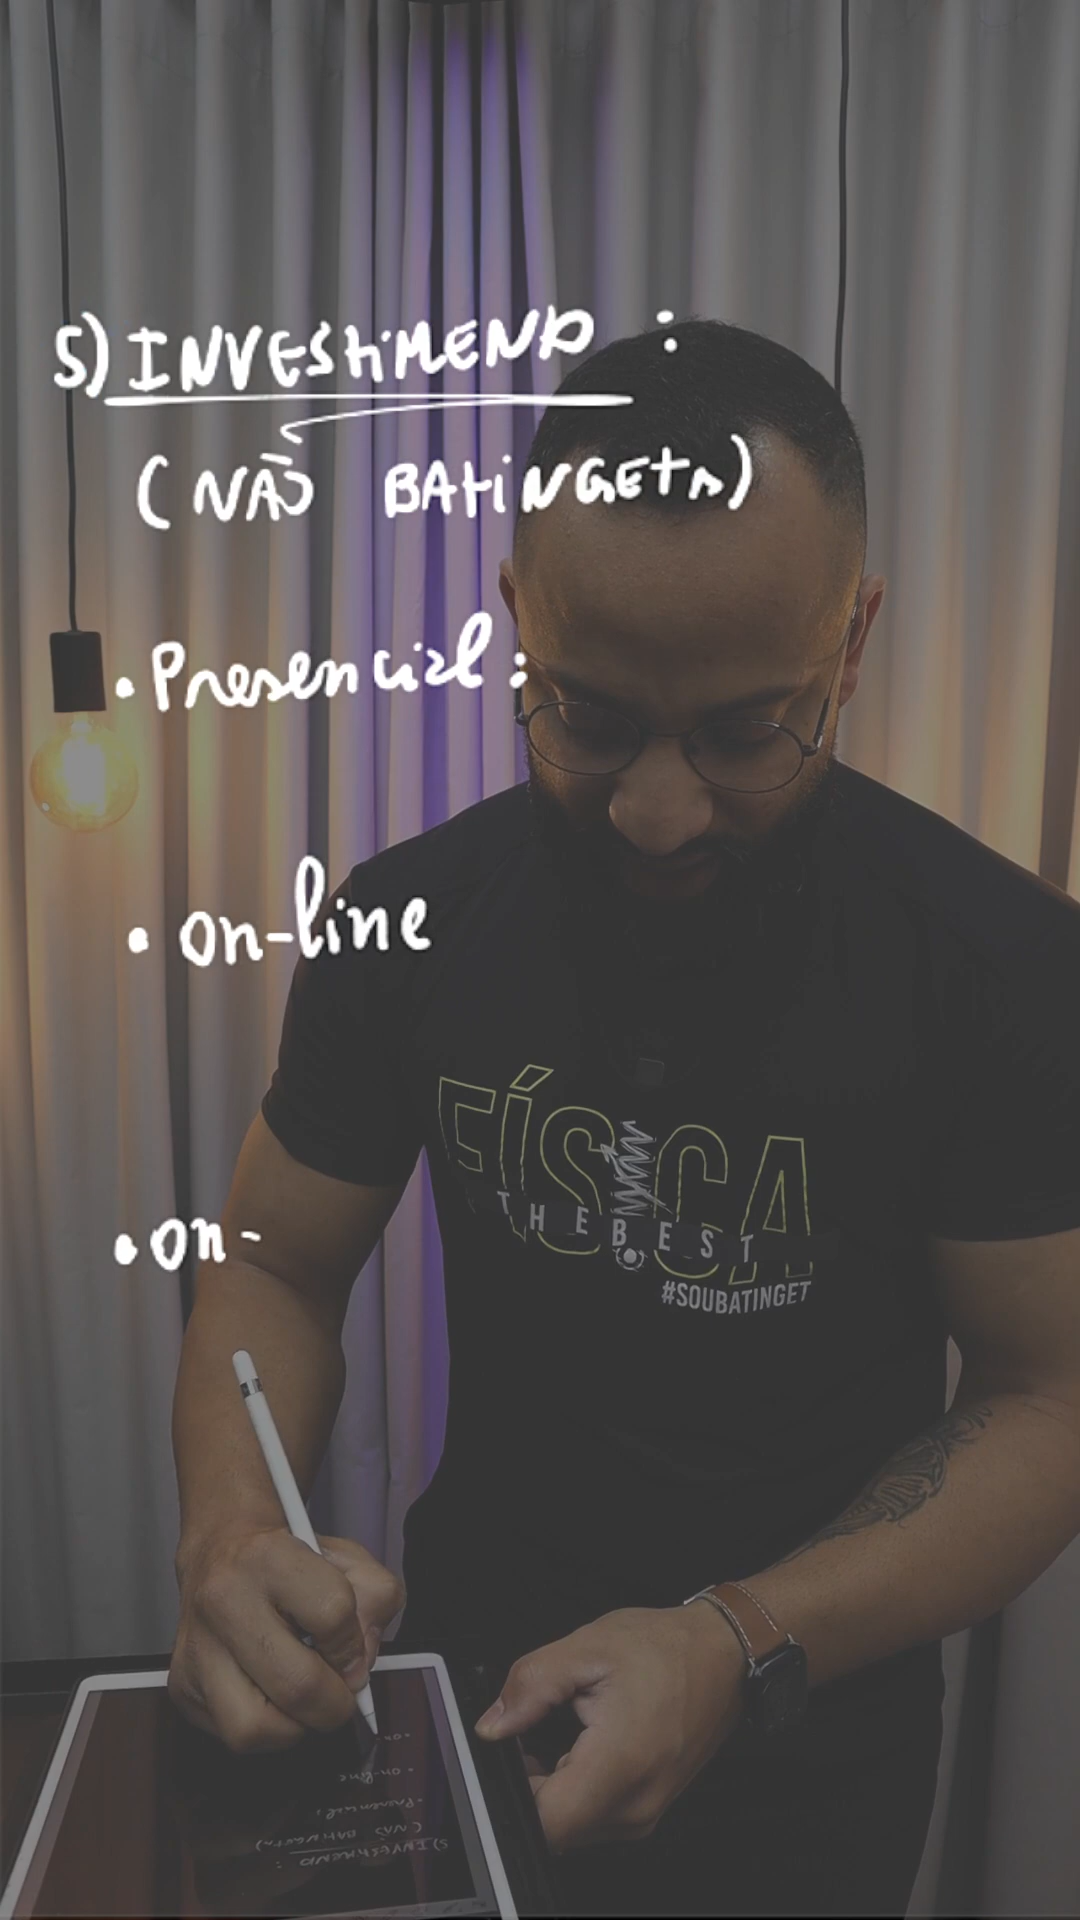 5) INVESTIMENTO :
(NÃO BATINGETA)
• Presencial :
• on-line
• on-
FÍSICA
THE BEST
#SOUBATINGET